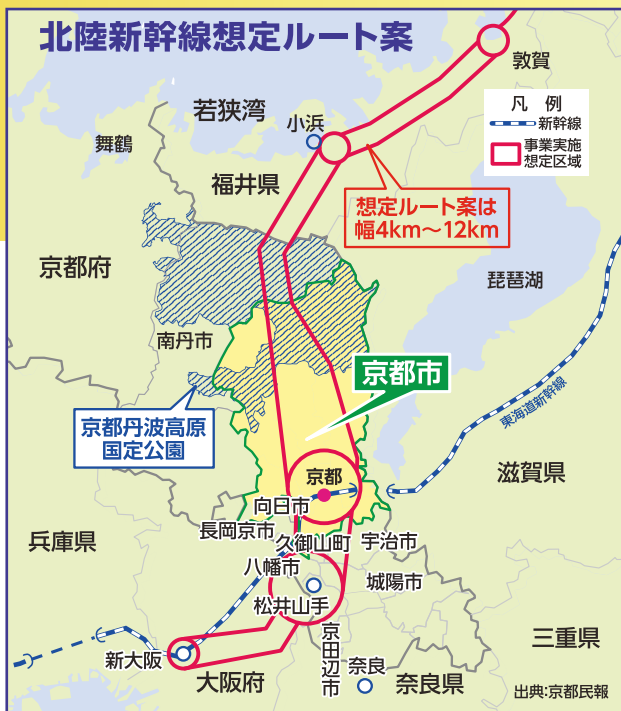 北陸新幹線想定ルート案
敦賀
若狭湾
小浜
舞鶴
福井県
凡 例
新幹線
事業実施
想定区域
想定ルート案は
幅4km～12km
京都府
琵琶湖
南丹市
京都市
東海道新幹線
京都丹波高原
国定公園
滋賀県
京都
向日市
長岡京市
久御山町
宇治市
兵庫県
八幡市
城陽市
松井山手
京田辺市
三重県
新大阪
大阪府
奈良
奈良県
出典:京都民報